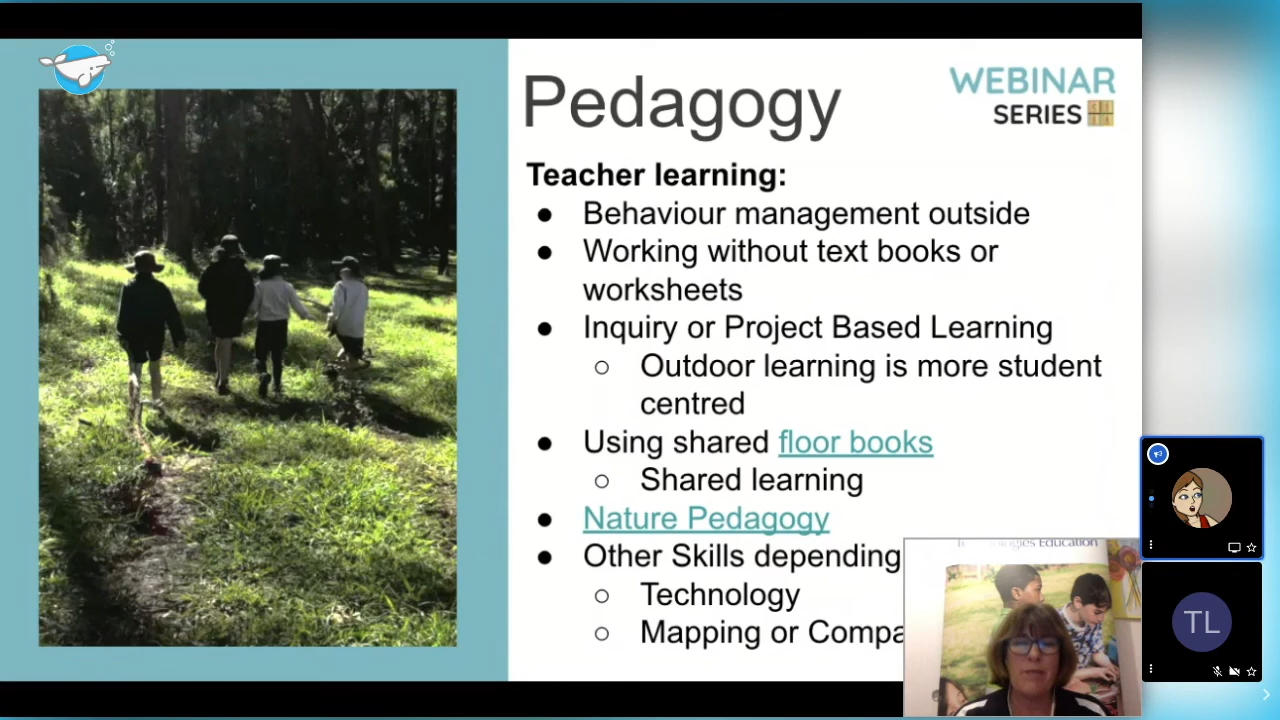 Pedagogy
WEBINAR
SERIES
Teacher learning:
● Behaviour management outside
● Working without text books or
worksheets
● Inquiry or Project Based Learning
○ Outdoor learning is more student
centred
● Using shared floor books
○ Shared learning
● Nature Pedagogy
● Other Skills depending
○ Technology
○ Mapping or Compa
Education
TL